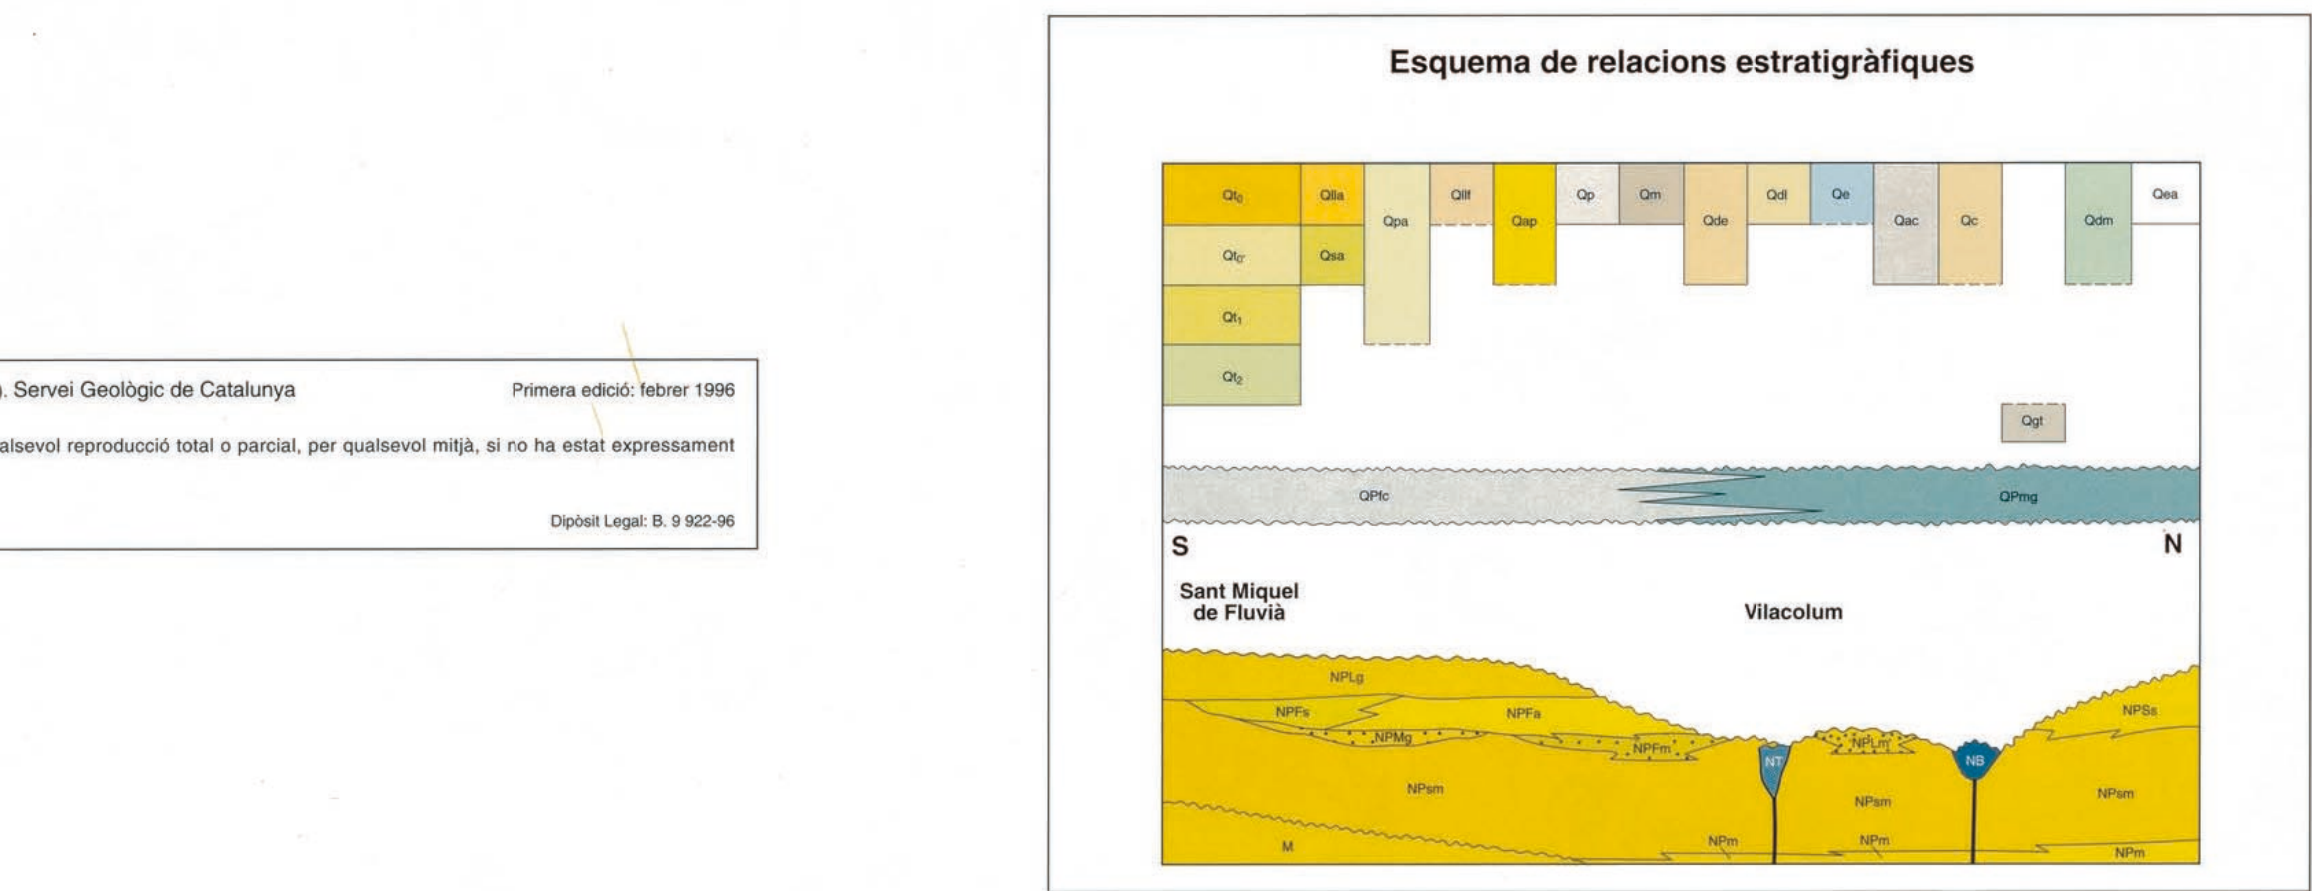 ). Servei Geològic de Catalunya Primera edició: febrer 1996
alsevol reproducció total o parcial, per qualsevol mitjà, si no ha estat expressament
Dipòsit Legal: B. 9 922-96
Esquema de relacions estratigràfiques
Qt0 Qlla Qpa Qllf Qap Qp Qm Qde Qdl Qe Qac Qc Qdm Qea
Qt0' Qsa
Qt1
Qt2
Qgt
QPfc QPmg
S N
Sant Miquel
de Fluvià
Vilacolum
NPLg
NPFs NPFa NPSs
NPMg NPFm NPLm
NT NB
NPsm NPsm NPsm
M NPm NPm NPm